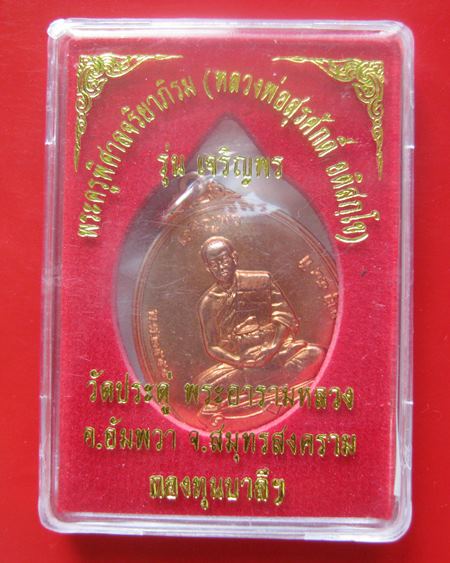 พระครูพิศาลจริยาภิรม (หลวงพ่อสุรศักดิ์ อติสกฺโข)
รุ่น เจริญพร
วัดประดู่ พระอารามหลวง
อ.อัมพวา จ.สมุทรสงคราม
กองทุนบาลีฯ